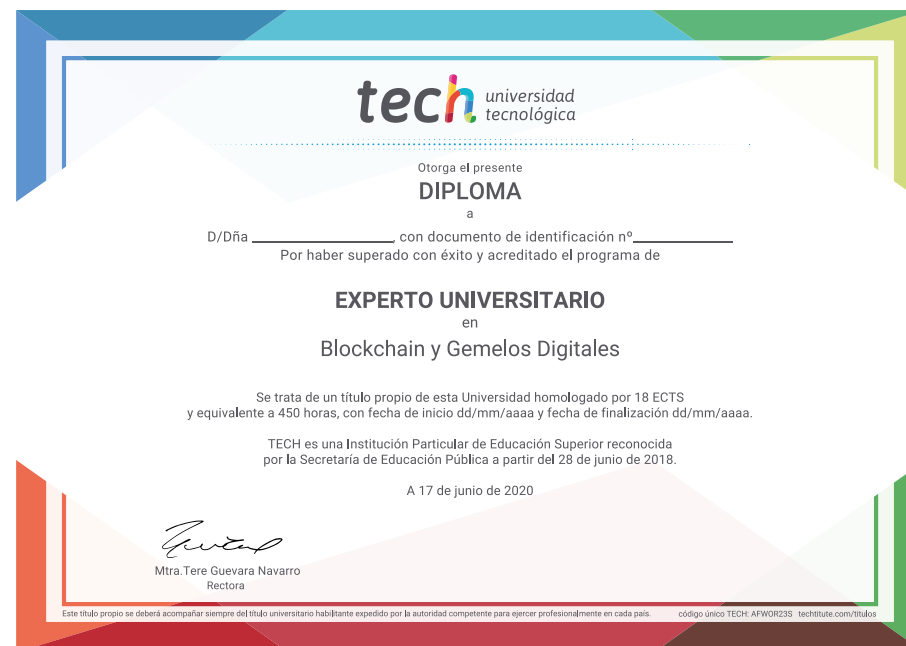 tech universidad
tecnológica
Otorga el presente
DIPLOMA
a
D/Dña ____________________, con documento de identificación nº______________
Por haber superado con éxito y acreditado el programa de
EXPERTO UNIVERSITARIO
en
Blockchain y Gemelos Digitales
Se trata de un título propio de esta Universidad homologado por 18 ECTS
y equivalente a 450 horas, con fecha de inicio dd/mm/aaaa y fecha de finalización dd/mm/aaaa.
TECH es una Institución Particular de Educación Superior reconocida
por la Secretaría de Educación Pública a partir del 28 de junio de 2018.
A 17 de junio de 2020
Mtra.Tere Guevara Navarro
Rectora
Este título propio se deberá acompañar siempre del título universitario habilitante expedido por la autoridad competente para ejercer profesionalmente en cada país. código único TECH: AFWOR23S techtitute.com/titulos